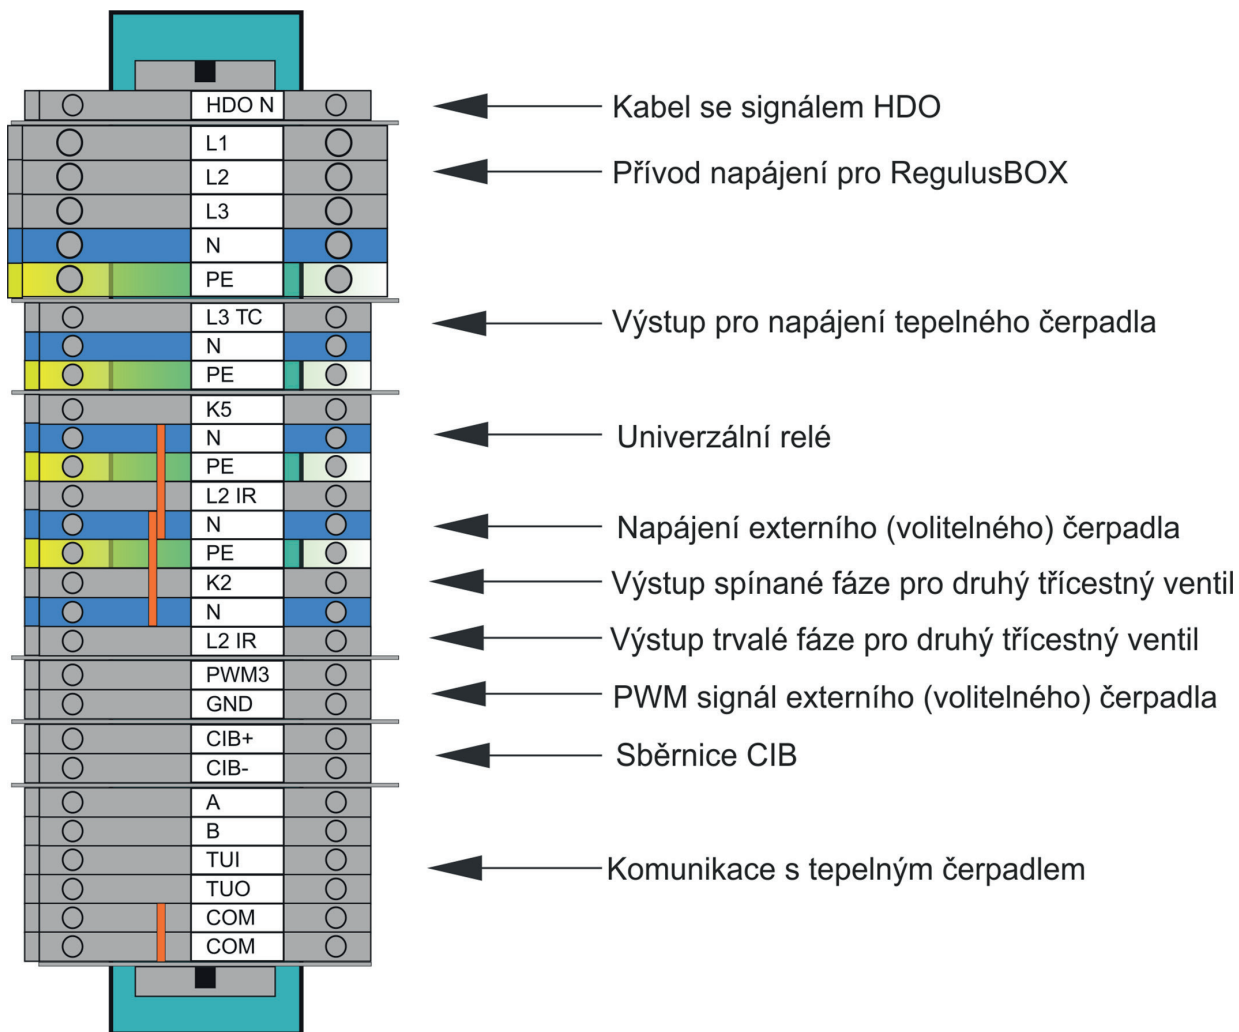 HDO N
Kabel se signálem HDO
L1
L2
Přívod napájení pro RegulusBOX
L3
N
PE
L3 TC
Výstup pro napájení tepelného čerpadla
N
PE
K5
N
Univerzální relé
PE
L2 IR
N
Napájení externího (volitelného) čerpadla
PE
K2
Výstup spínané fáze pro druhý třícestný ventil
N
L2 IR
Výstup trvalé fáze pro druhý třícestný ventil
PWM3
GND
PWM signál externího (volitelného) čerpadla
CIB+
CIB-
Sběrnice CIB
A
B
TUI
Komunikace s tepelným čerpadlem
TUO
COM
COM